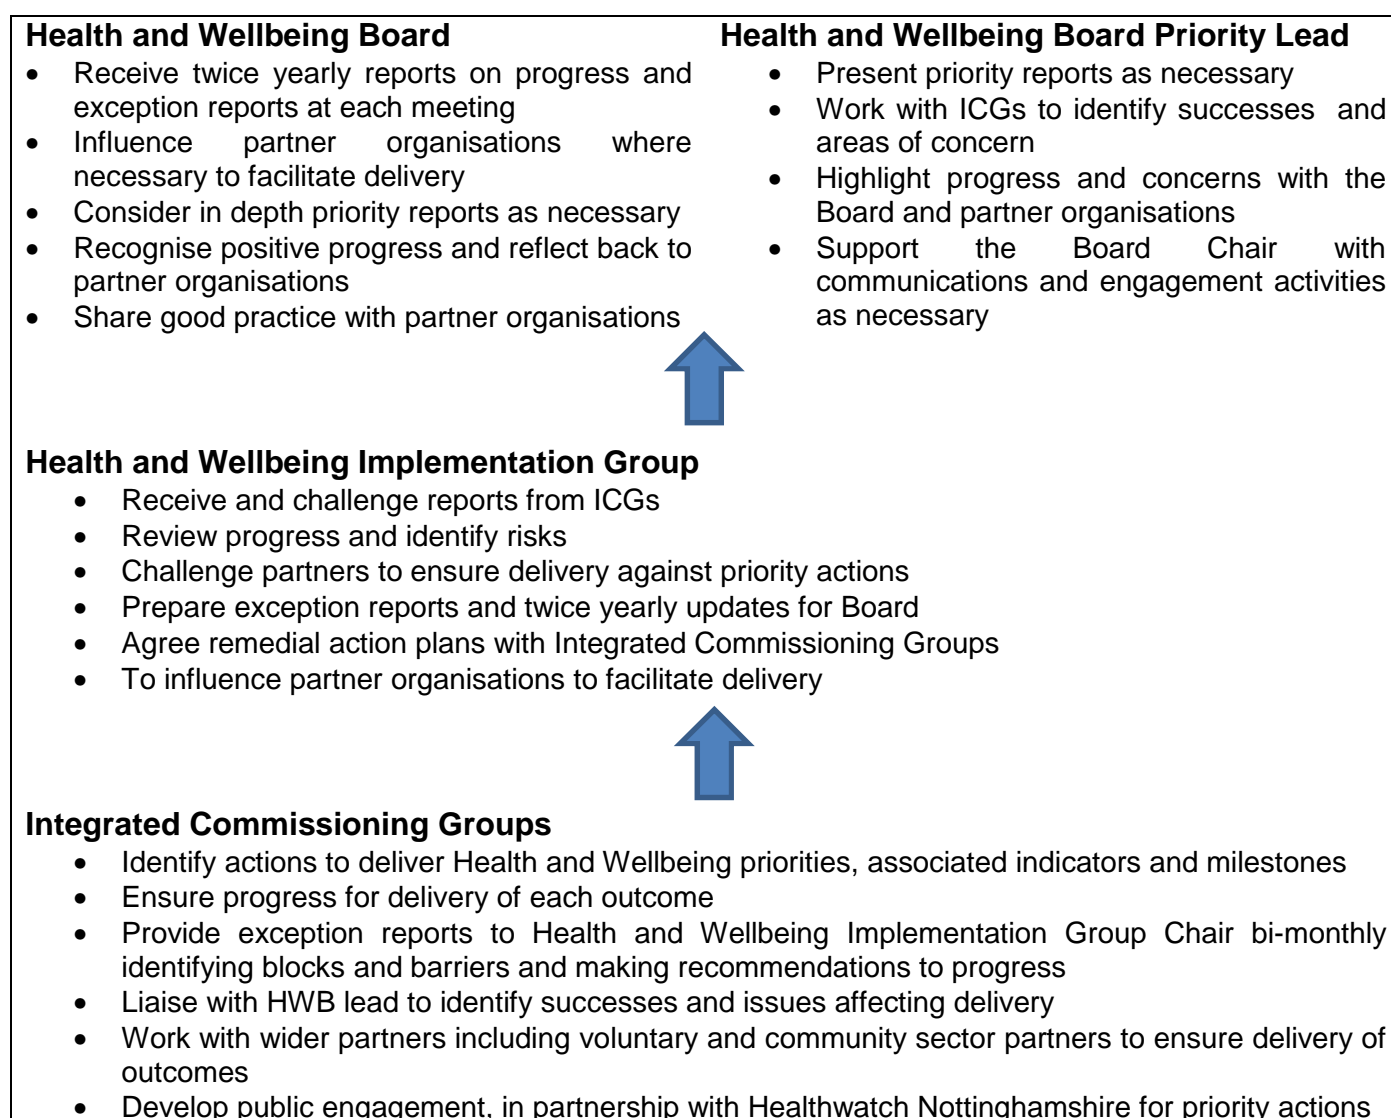 Health and Wellbeing Board
• Receive twice yearly reports on progress and
exception reports at each meeting
• Influence partner organisations where
necessary to facilitate delivery
• Consider in depth priority reports as necessary
• Recognise positive progress and reflect back to
partner organisations
• Share good practice with partner organisations
Health and Wellbeing Board Priority Lead
• Present priority reports as necessary
• Work with ICGs to identify successes and
areas of concern
• Highlight progress and concerns with the
Board and partner organisations
• Support the Board Chair with
communications and engagement activities
as necessary
Health and Wellbeing Implementation Group
• Receive and challenge reports from ICGs
• Review progress and identify risks
• Challenge partners to ensure delivery against priority actions
• Prepare exception reports and twice yearly updates for Board
• Agree remedial action plans with Integrated Commissioning Groups
• To influence partner organisations to facilitate delivery
Integrated Commissioning Groups
• Identify actions to deliver Health and Wellbeing priorities, associated indicators and milestones
• Ensure progress for delivery of each outcome
• Provide exception reports to Health and Wellbeing Implementation Group Chair bi-monthly
identifying blocks and barriers and making recommendations to progress
• Liaise with HWB lead to identify successes and issues affecting delivery
• Work with wider partners including voluntary and community sector partners to ensure delivery of
outcomes
• Develop public engagement, in partnership with Healthwatch Nottinghamshire for priority actions